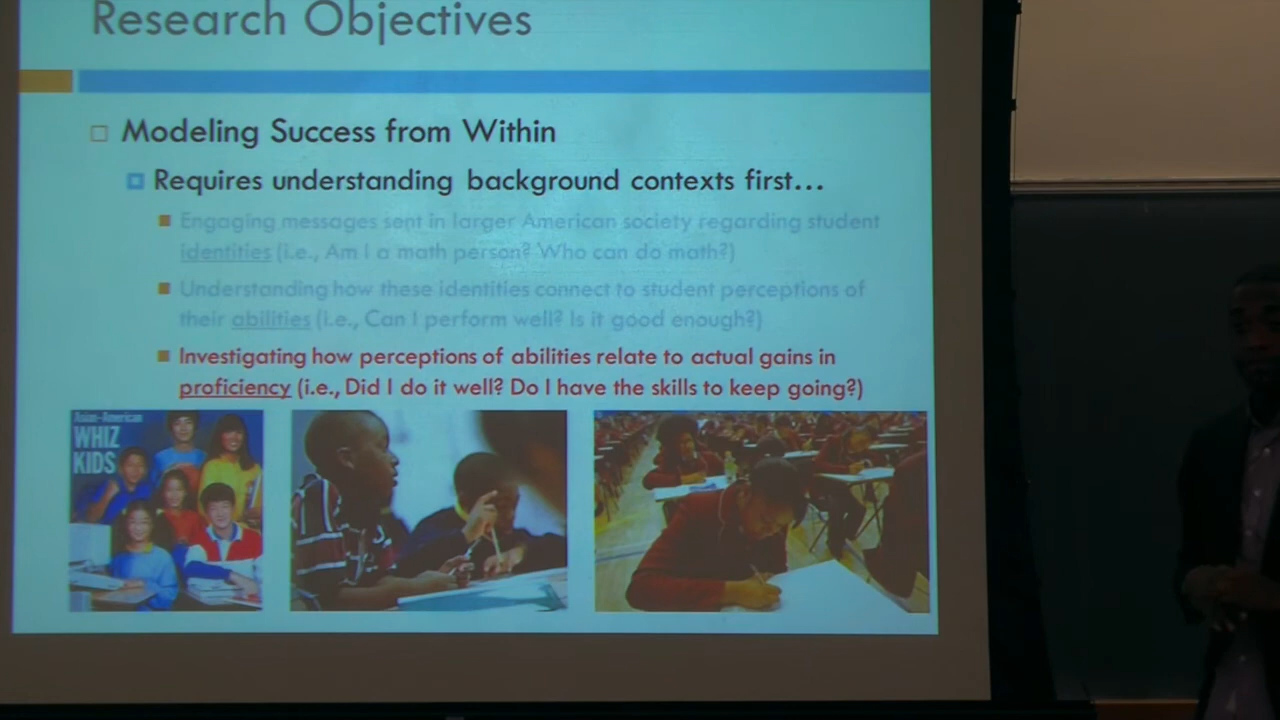 Research Objectives
Modeling Success from Within
Requires understanding background contexts first...
Engaging messages sent in larger American society regarding student
identities (i.e., Am I a math person? Who can do math?)
Understanding how these identities connect to student perceptions of
their abilities (i.e., Can I perform well? Is it good enough?)
Investigating how perceptions of abilities relate to actual gains in
proficiency (i.e., Did I do it well? Do I have the skills to keep going?)
Asian-American
WHIZ
KIDS